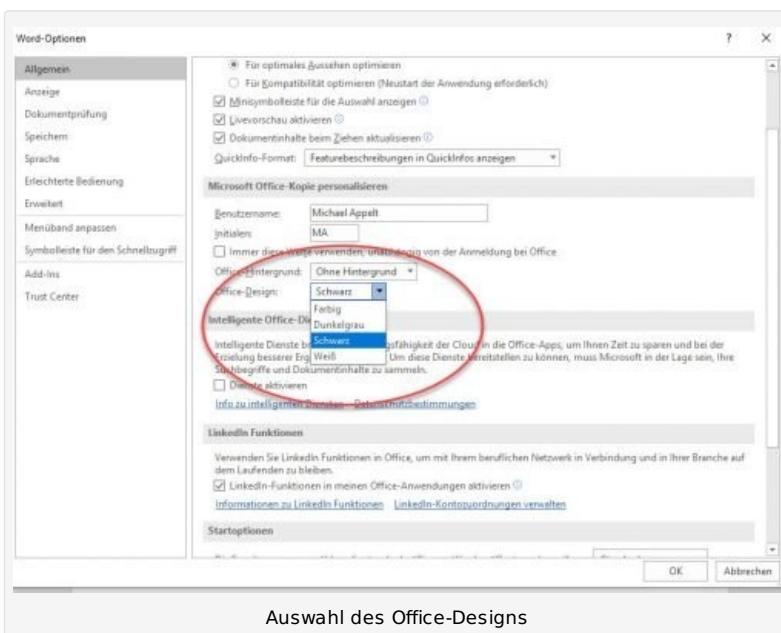 Word-Optionen
?
Allgemein
Anzeige
Dokumentprüfung
Speichern
Sprache
Erleichterte Bedienung
Erweitert
Menüband anpassen
Symbolleiste für den Schnellzugriff
Add-Ins
Trust Center
Für optimales Aussehen optimieren
Für Kompatibilität optimieren (Neustart der Anwendung erforderlich)
Minisymbolleiste für die Auswahl anzeigen
Livevorschau aktivieren
Dokumentinhalte beim Ziehen aktualisieren
QuickInfo-Format: Featurebeschreibungen in QuickInfos anzeigen
Microsoft Office-Kopie personalisieren
Benutzername: Michael Appelt
Initialen: MA
Immer diese Werte verwenden, unabhängig von der Anmeldung bei Office
Office-Hintergrund: Ohne Hintergrund
Office-Design: Schwarz
Farbig
Dunkelgrau
Schwarz
Weiß
Intelligente Office-Di
Intelligente Dienste gsfähigkeit der Cloud in die Office-Apps, um Ihnen Zeit zu sparen und bei der
Erzielung besserer Erg Um diese Dienste bereitstellen zu können, muss Microsoft in der Lage sein, Ihre
Suchbegriffe und Dokumentinhalte zu sammeln.
Dienste aktivieren
Info zu intelligenten Diensten Datenschutzbestimmungen
LinkedIn Funktionen
Verwenden Sie LinkedIn Funktionen in Office, um mit Ihrem beruflichen Netzwerk in Verbindung und in Ihrer Branche auf
dem Laufenden zu bleiben.
LinkedIn-Funktionen in meinen Office-Anwendungen aktivieren
Informationen zu LinkedIn Funktionen LinkedIn-Kontozuordnungen verwalten
Startoptionen
OK Abbrechen
Auswahl des Office-Designs